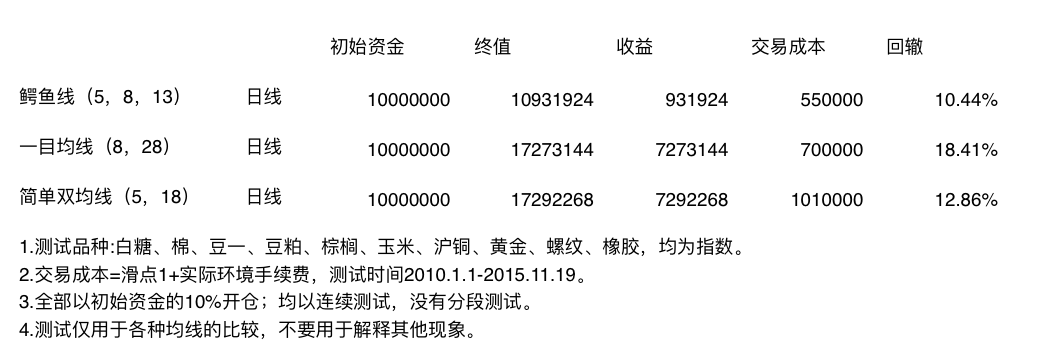 初始资金 终值 收益 交易成本 回辙
鳄鱼线（5，8，13） 日线 10000000 10931924 931924 550000 10.44%
一目均线（8，28） 日线 10000000 17273144 7273144 700000 18.41%
简单双均线（5，18） 日线 10000000 17292268 7292268 1010000 12.86%
1.测试品种:白糖、棉、豆一、豆粕、棕榈、玉米、沪铜、黄金、螺纹、橡胶，均为指数。
2.交易成本=滑点1+实际环境手续费，测试时间2010.1.1-2015.11.19。
3.全部以初始资金的10%开仓；均以连续测试，没有分段测试。
4.测试仅用于各种均线的比较，不要用于解释其他现象。